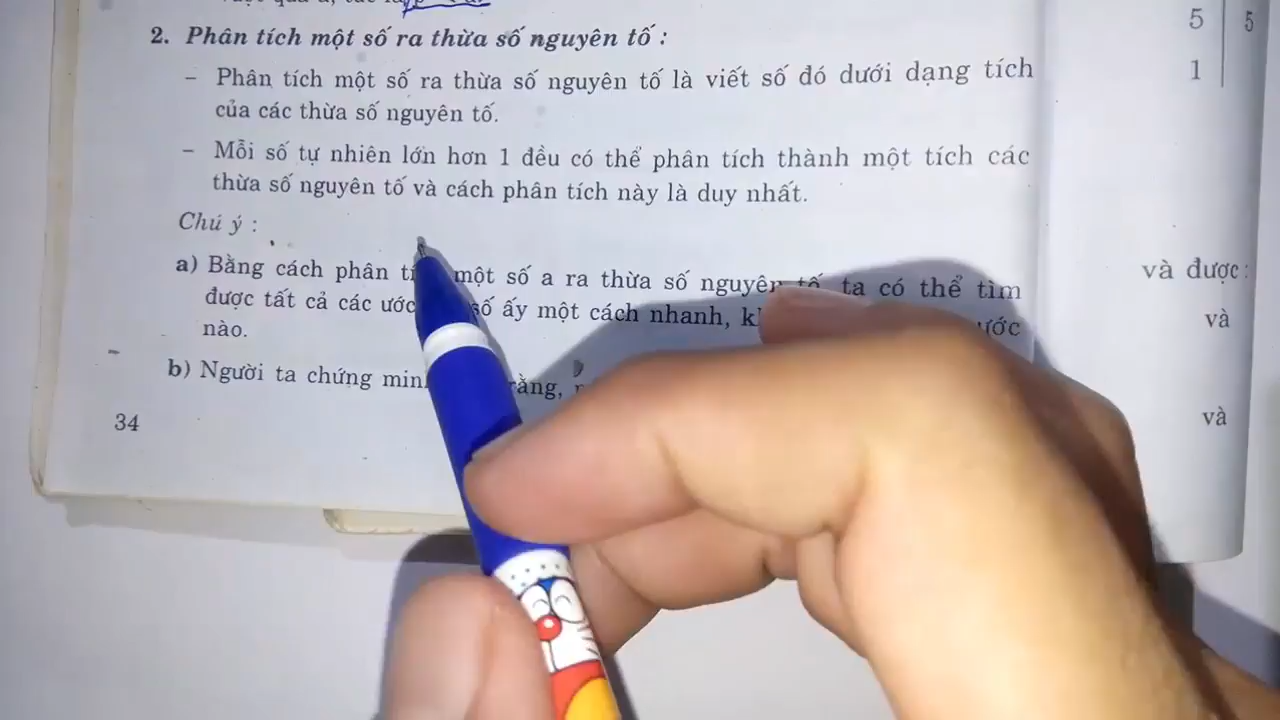 2. Phân tích một số ra thừa số nguyên tố :
– Phân tích một số ra thừa số nguyên tố là viết số đó dưới dạng tích
của các thừa số nguyên tố.
– Mỗi số tự nhiên lớn hơn 1 đều có thể phân tích thành một tích các
thừa số nguyên tố và cách phân tích này là duy nhất.
Chú ý :
a) Bằng cách phân một số a ra thừa số nguyên tố, ta có thể tìm
được tất cả các ước số ấy một cách nhanh,
nào.
b) Người ta chứng rằng,
34
5 5
1
và được :
và
và